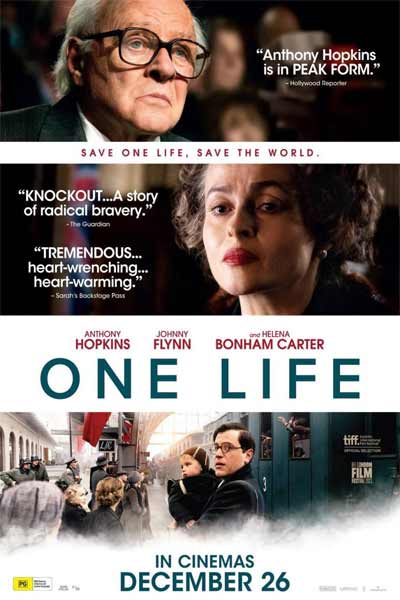 “Anthony Hopkins
is in PEAK FORM.”
– Hollywood Reporter
SAVE ONE LIFE, SAVE THE WORLD.
“KNOCKOUT...A story
of radical bravery.”
– The Guardian
“TREMENDOUS...
heart-wrenching...
heart-warming.”
– Sarah’s Backstage Pass
ANTHONY HOPKINS
JOHNNY FLYNN
and HELENA BONHAM CARTER
ONE LIFE
tiff
LONDON
FILM
FESTIVAL
IN CINEMAS
DECEMBER 26
PG